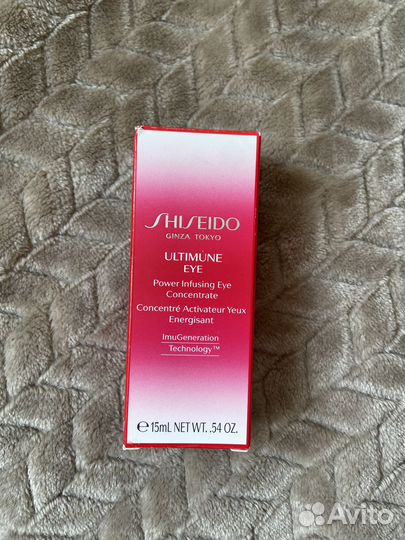 SHISEIDO
GINZA TOKYO
ULTIMUNE
EYE
Power Infusing Eye
Concentrate
Concentré Activateur Yeux
Energisant
ImuGeneration
Technology™
℮ 15mL NET WT. .54 OZ.
Avito